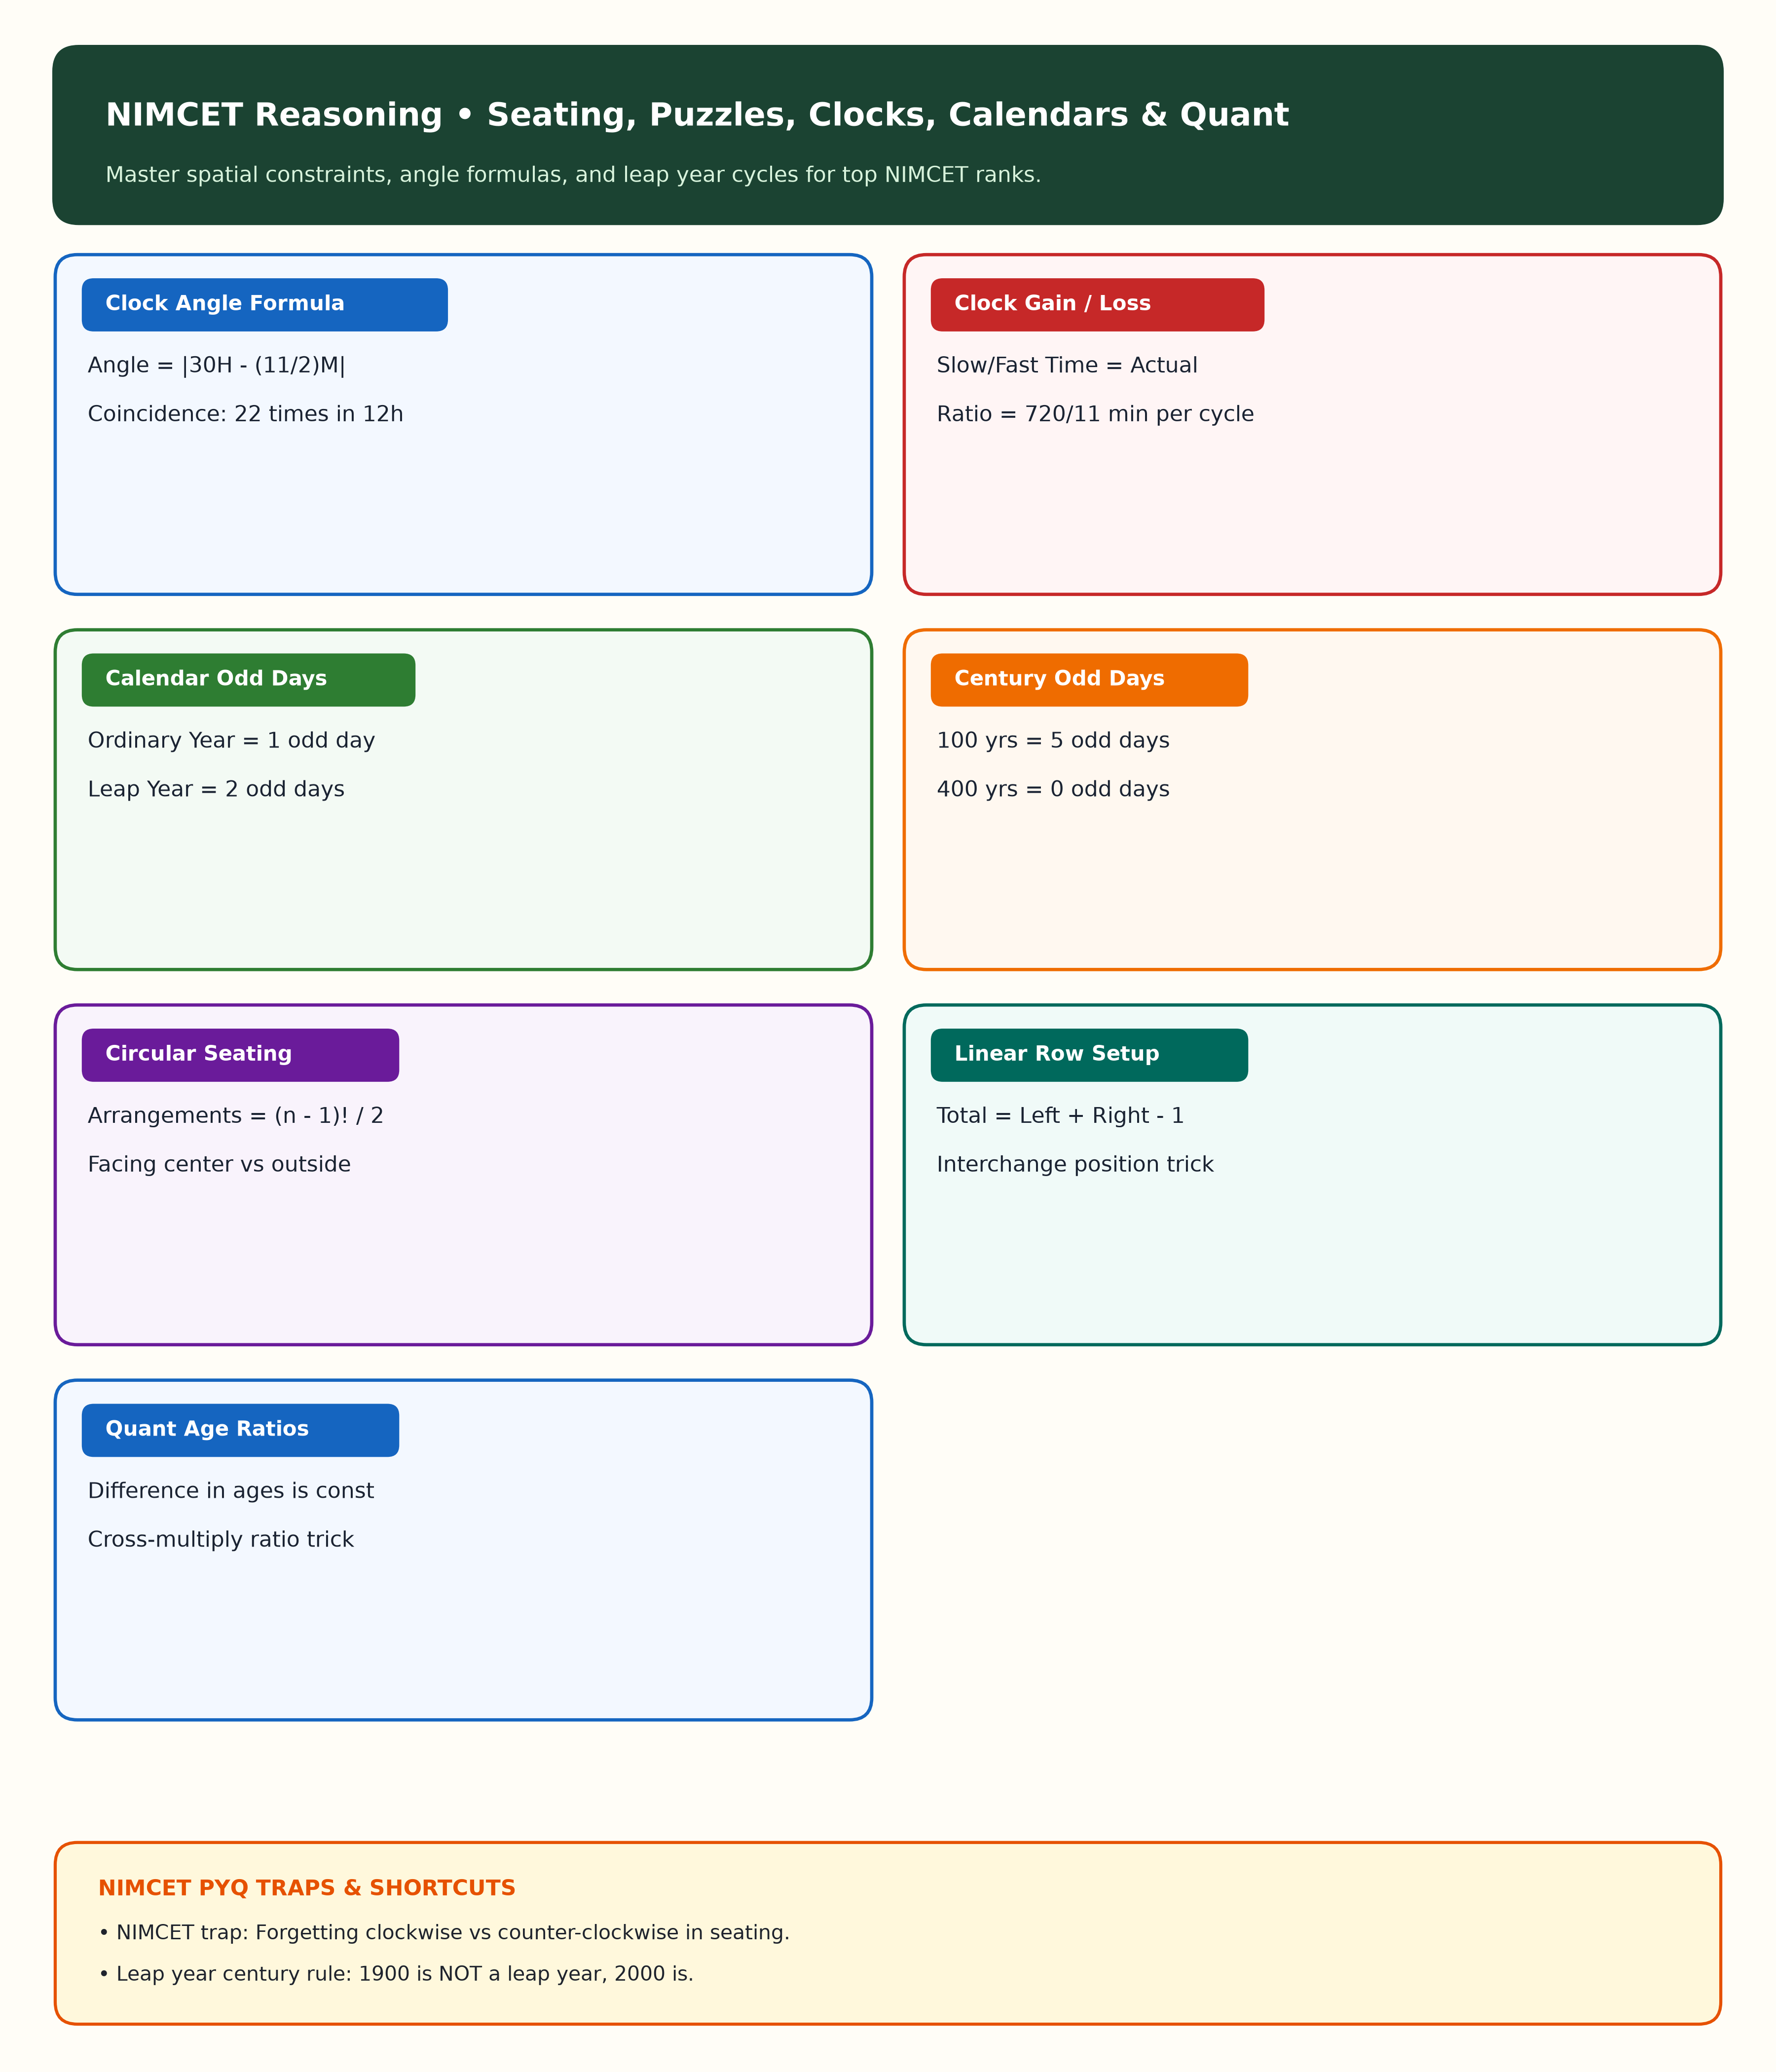 NIMCET Reasoning • Seating, Puzzles, Clocks, Calendars & Quant
Master spatial constraints, angle formulas, and leap year cycles for top NIMCET ranks.
Clock Angle Formula
Angle = |30H - (11/2)M|
Coincidence: 22 times in 12h
Clock Gain / Loss
Slow/Fast Time = Actual
Ratio = 720/11 min per cycle
Calendar Odd Days
Ordinary Year = 1 odd day
Leap Year = 2 odd days
Century Odd Days
100 yrs = 5 odd days
400 yrs = 0 odd days
Circular Seating
Arrangements = (n - 1)! / 2
Facing center vs outside
Linear Row Setup
Total = Left + Right - 1
Interchange position trick
Quant Age Ratios
Difference in ages is const
Cross-multiply ratio trick
NIMCET PYQ TRAPS & SHORTCUTS
• NIMCET trap: Forgetting clockwise vs counter-clockwise in seating.
• Leap year century rule: 1900 is NOT a leap year, 2000 is.